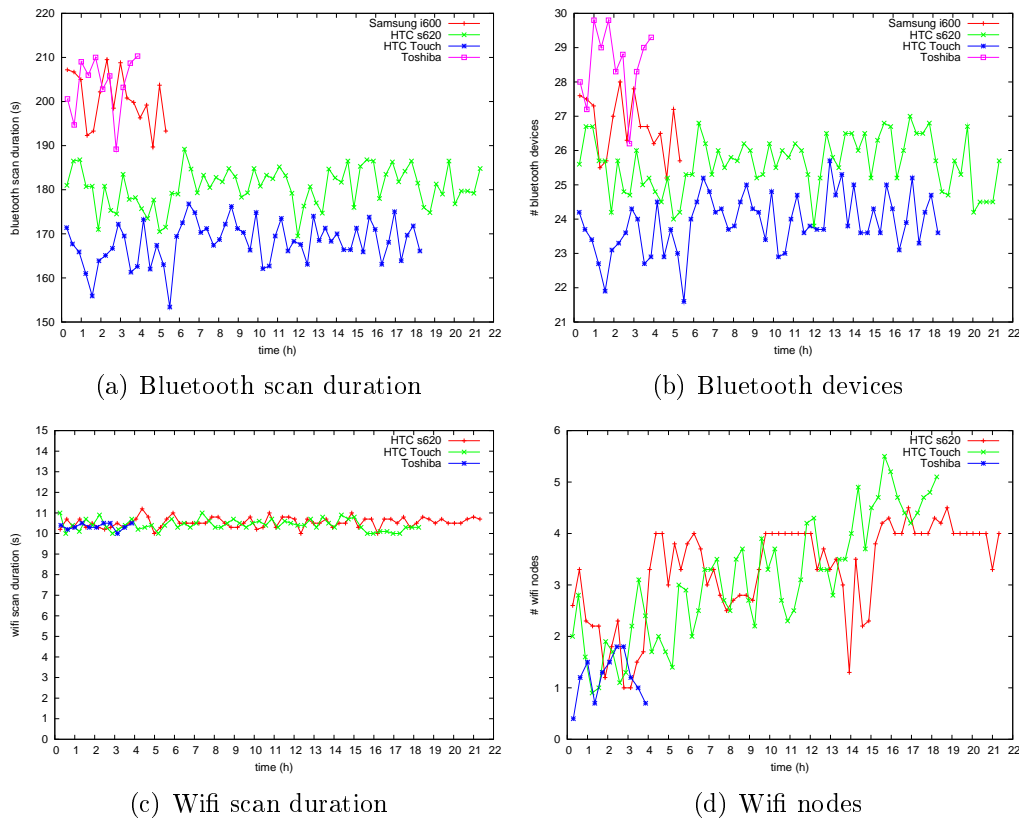 Samsung i600
HTC s620
HTC Touch
Toshiba
220
210
200
190
180
170
160
150
bluetooth scan duration (s)
0 1 2 3 4 5 6 7 8 9 10 11 12 13 14 15 16 17 18 19 20 21 22
time (h)
(a) Bluetooth scan duration
Samsung i600
HTC s620
HTC Touch
Toshiba
30
29
28
27
26
25
24
23
22
21
# bluetooth devices
0 1 2 3 4 5 6 7 8 9 10 11 12 13 14 15 16 17 18 19 20 21 22
time (h)
(b) Bluetooth devices
HTC s620
HTC Touch
Toshiba
15
14
13
12
11
10
9
8
7
6
5
4
3
2
1
0
wifi scan duration (s)
0 1 2 3 4 5 6 7 8 9 10 11 12 13 14 15 16 17 18 19 20 21 22
time (h)
(c) Wifi scan duration
HTC s620
HTC Touch
Toshiba
6
5
4
3
2
1
0
# wifi nodes
0 1 2 3 4 5 6 7 8 9 10 11 12 13 14 15 16 17 18 19 20 21 22
time (h)
(d) Wifi nodes